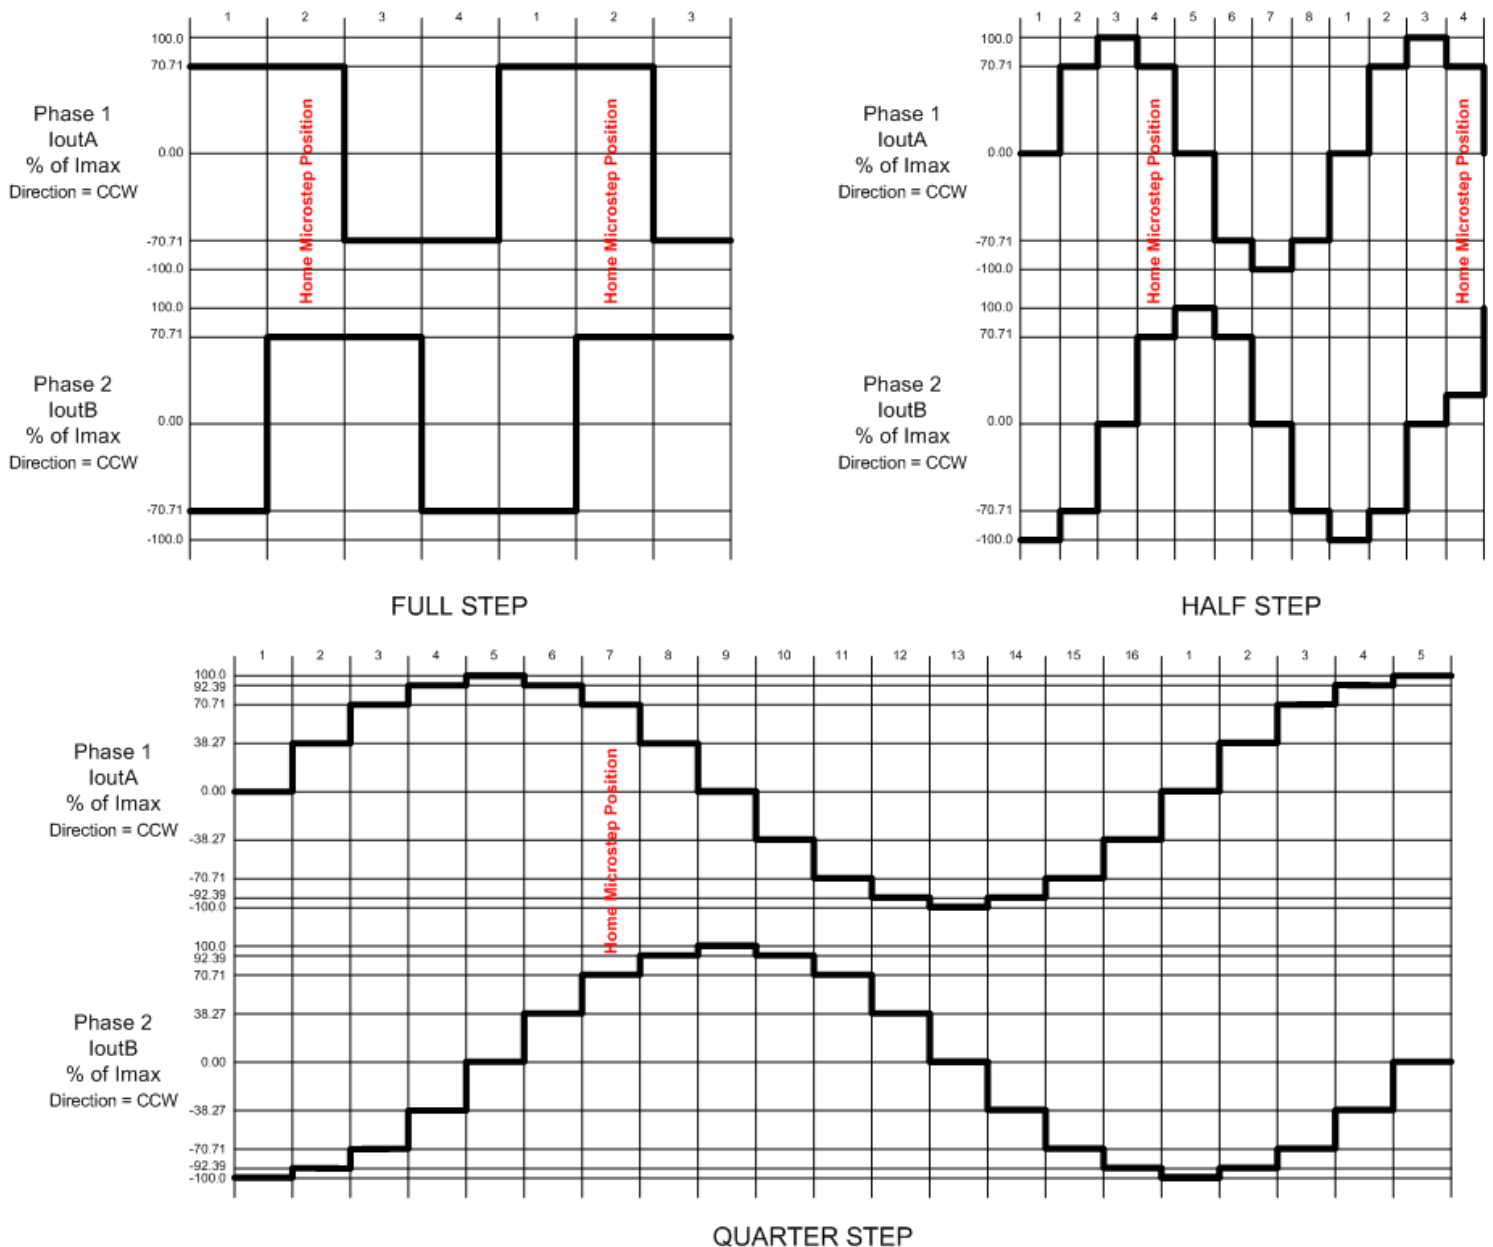 1 2 3 4 1 2 3
100.0
70.71
Phase 1
IoutA
% of Imax
Direction = CCW
0.00
-70.71
-100.0
Home Microstep Position
Home Microstep Position
100.0
70.71
Phase 2
IoutB
% of Imax
Direction = CCW
0.00
-70.71
-100.0
FULL STEP
1 2 3 4 5 6 7 8 1 2 3 4
100.0
70.71
Phase 1
IoutA
% of Imax
Direction = CCW
0.00
-70.71
-100.0
Home Microstep Position
Home Microstep Position
100.0
70.71
Phase 2
IoutB
% of Imax
Direction = CCW
0.00
-70.71
-100.0
HALF STEP
1 2 3 4 5 6 7 8 9 10 11 12 13 14 15 16 1 2 3 4 5
100.0
92.39
70.71
38.27
Phase 1
IoutA
% of Imax
Direction = CCW
0.00
-38.27
-70.71
-92.39
-100.0
Home Microstep Position
100.0
92.39
70.71
38.27
Phase 2
IoutB
% of Imax
Direction = CCW
0.00
-38.27
-70.71
-92.39
-100.0
QUARTER STEP